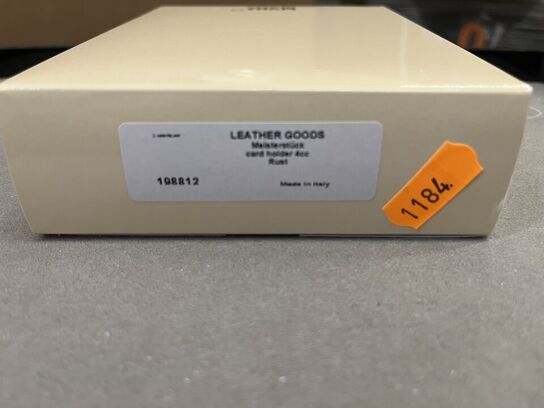 LEATHER GOODS
Meisterstück
card holder 4cc
Rust
198812
Made in Italy
1184.